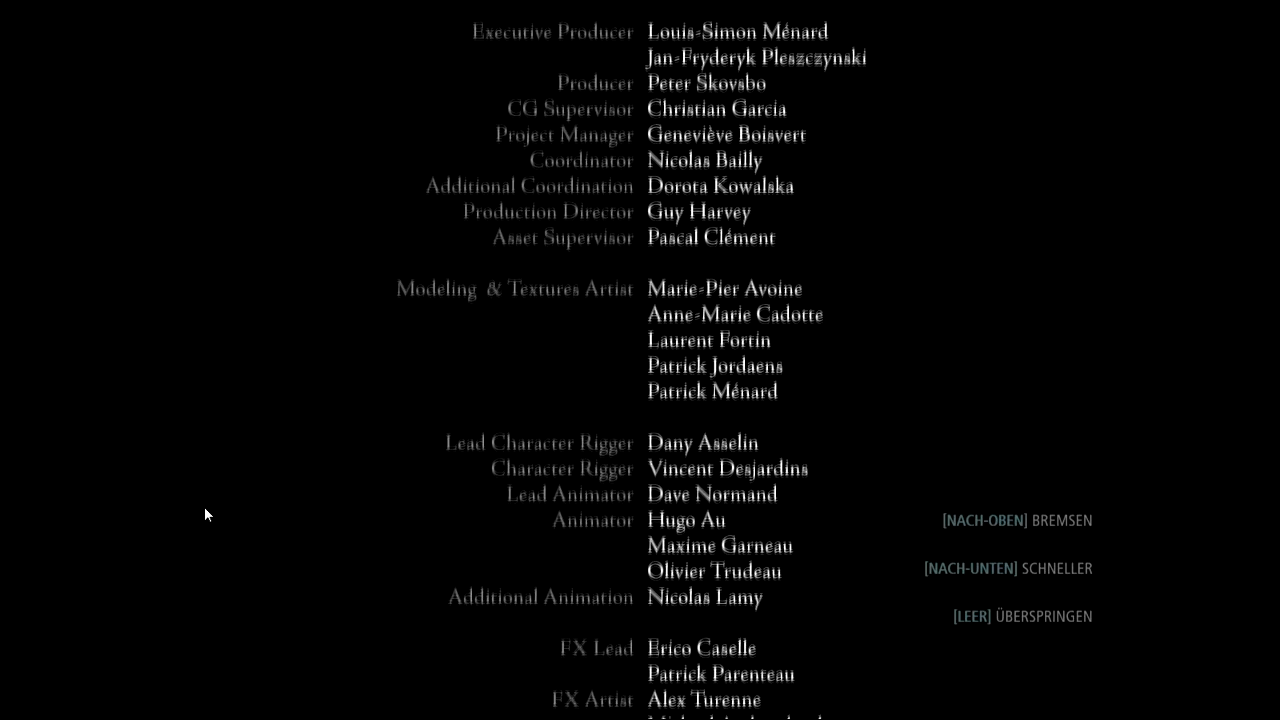 Executive Producer Louis-Simon Ménard
Jan-Fryderyk Pleszczynski
Producer Peter Skovsbo
CG Supervisor Christian Garcia
Project Manager Geneviève Boisvert
Coordinator Nicolas Bailly
Additional Coordination Dorota Kowalska
Production Director Guy Harvey
Asset Supervisor Pascal Clément
Modeling & Textures Artist Marie-Pier Avoine
Anne-Marie Cadotte
Laurent Fortin
Patrick Jordaens
Patrick Ménard
Lead Character Rigger Dany Asselin
Character Rigger Vincent Desjardins
Lead Animator Dave Normand
Animator Hugo Au
Maxime Garneau
Olivier Trudeau
Additional Animation Nicolas Lamy
FX Lead Erico Caselle
Patrick Parenteau
FX Artist Alex Turenne
[NACH-OBEN] BREMSEN
[NACH-UNTEN] SCHNELLER
[LEER] ÜBERSPRINGEN